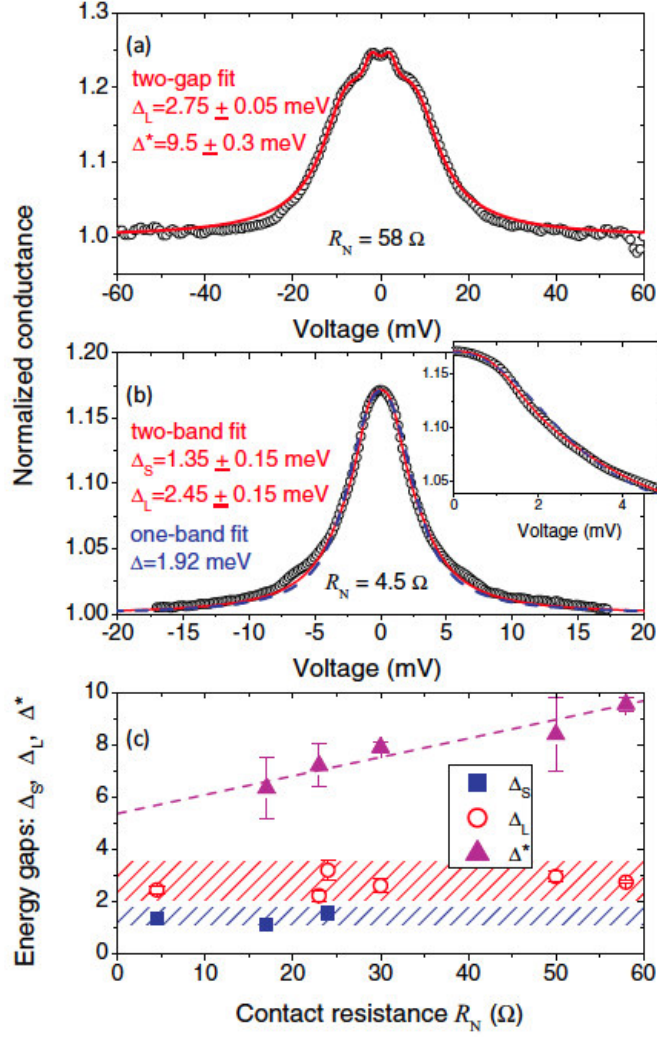 Normalized conductance
(a)
two-gap fit
Δ_L=2.75 ± 0.05 meV
Δ*=9.5 ± 0.3 meV
R_N = 58 Ω
1.3
1.2
1.1
1.0
-60 -40 -20 0 20 40 60
Voltage (mV)
(b)
two-band fit
Δ_S=1.35 ± 0.15 meV
Δ_L=2.45 ± 0.15 meV
one-band fit
Δ=1.92 meV
R_N = 4.5 Ω
1.20
1.15
1.10
1.05
1.00
-20 -15 -10 -5 0 5 10 15 20
Voltage (mV)
1.15
1.10
1.05
0 2 4
Voltage (mV)
Energy gaps: Δ_S, Δ_L, Δ*
(c)
10
8
6
4
2
0
Δ_S
Δ_L
Δ*
0 10 20 30 40 50 60
Contact resistance R_N (Ω)